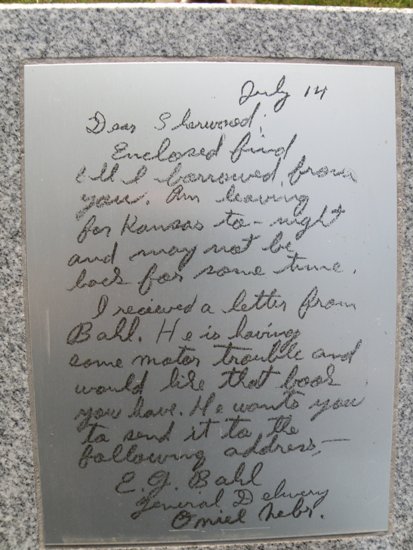 July 14
Dear Sherwood:
Enclosed find
all I borrowed from
you. Am leaving
for Kansas to-night
and may not be
back for some time.
I recieved a letter from
Bahl. He is having
some motor trouble and
would like that book
you have. He wants you
to send it to the
following address,—
E. G. Bahl
General Delivery
Oniel Nebr.